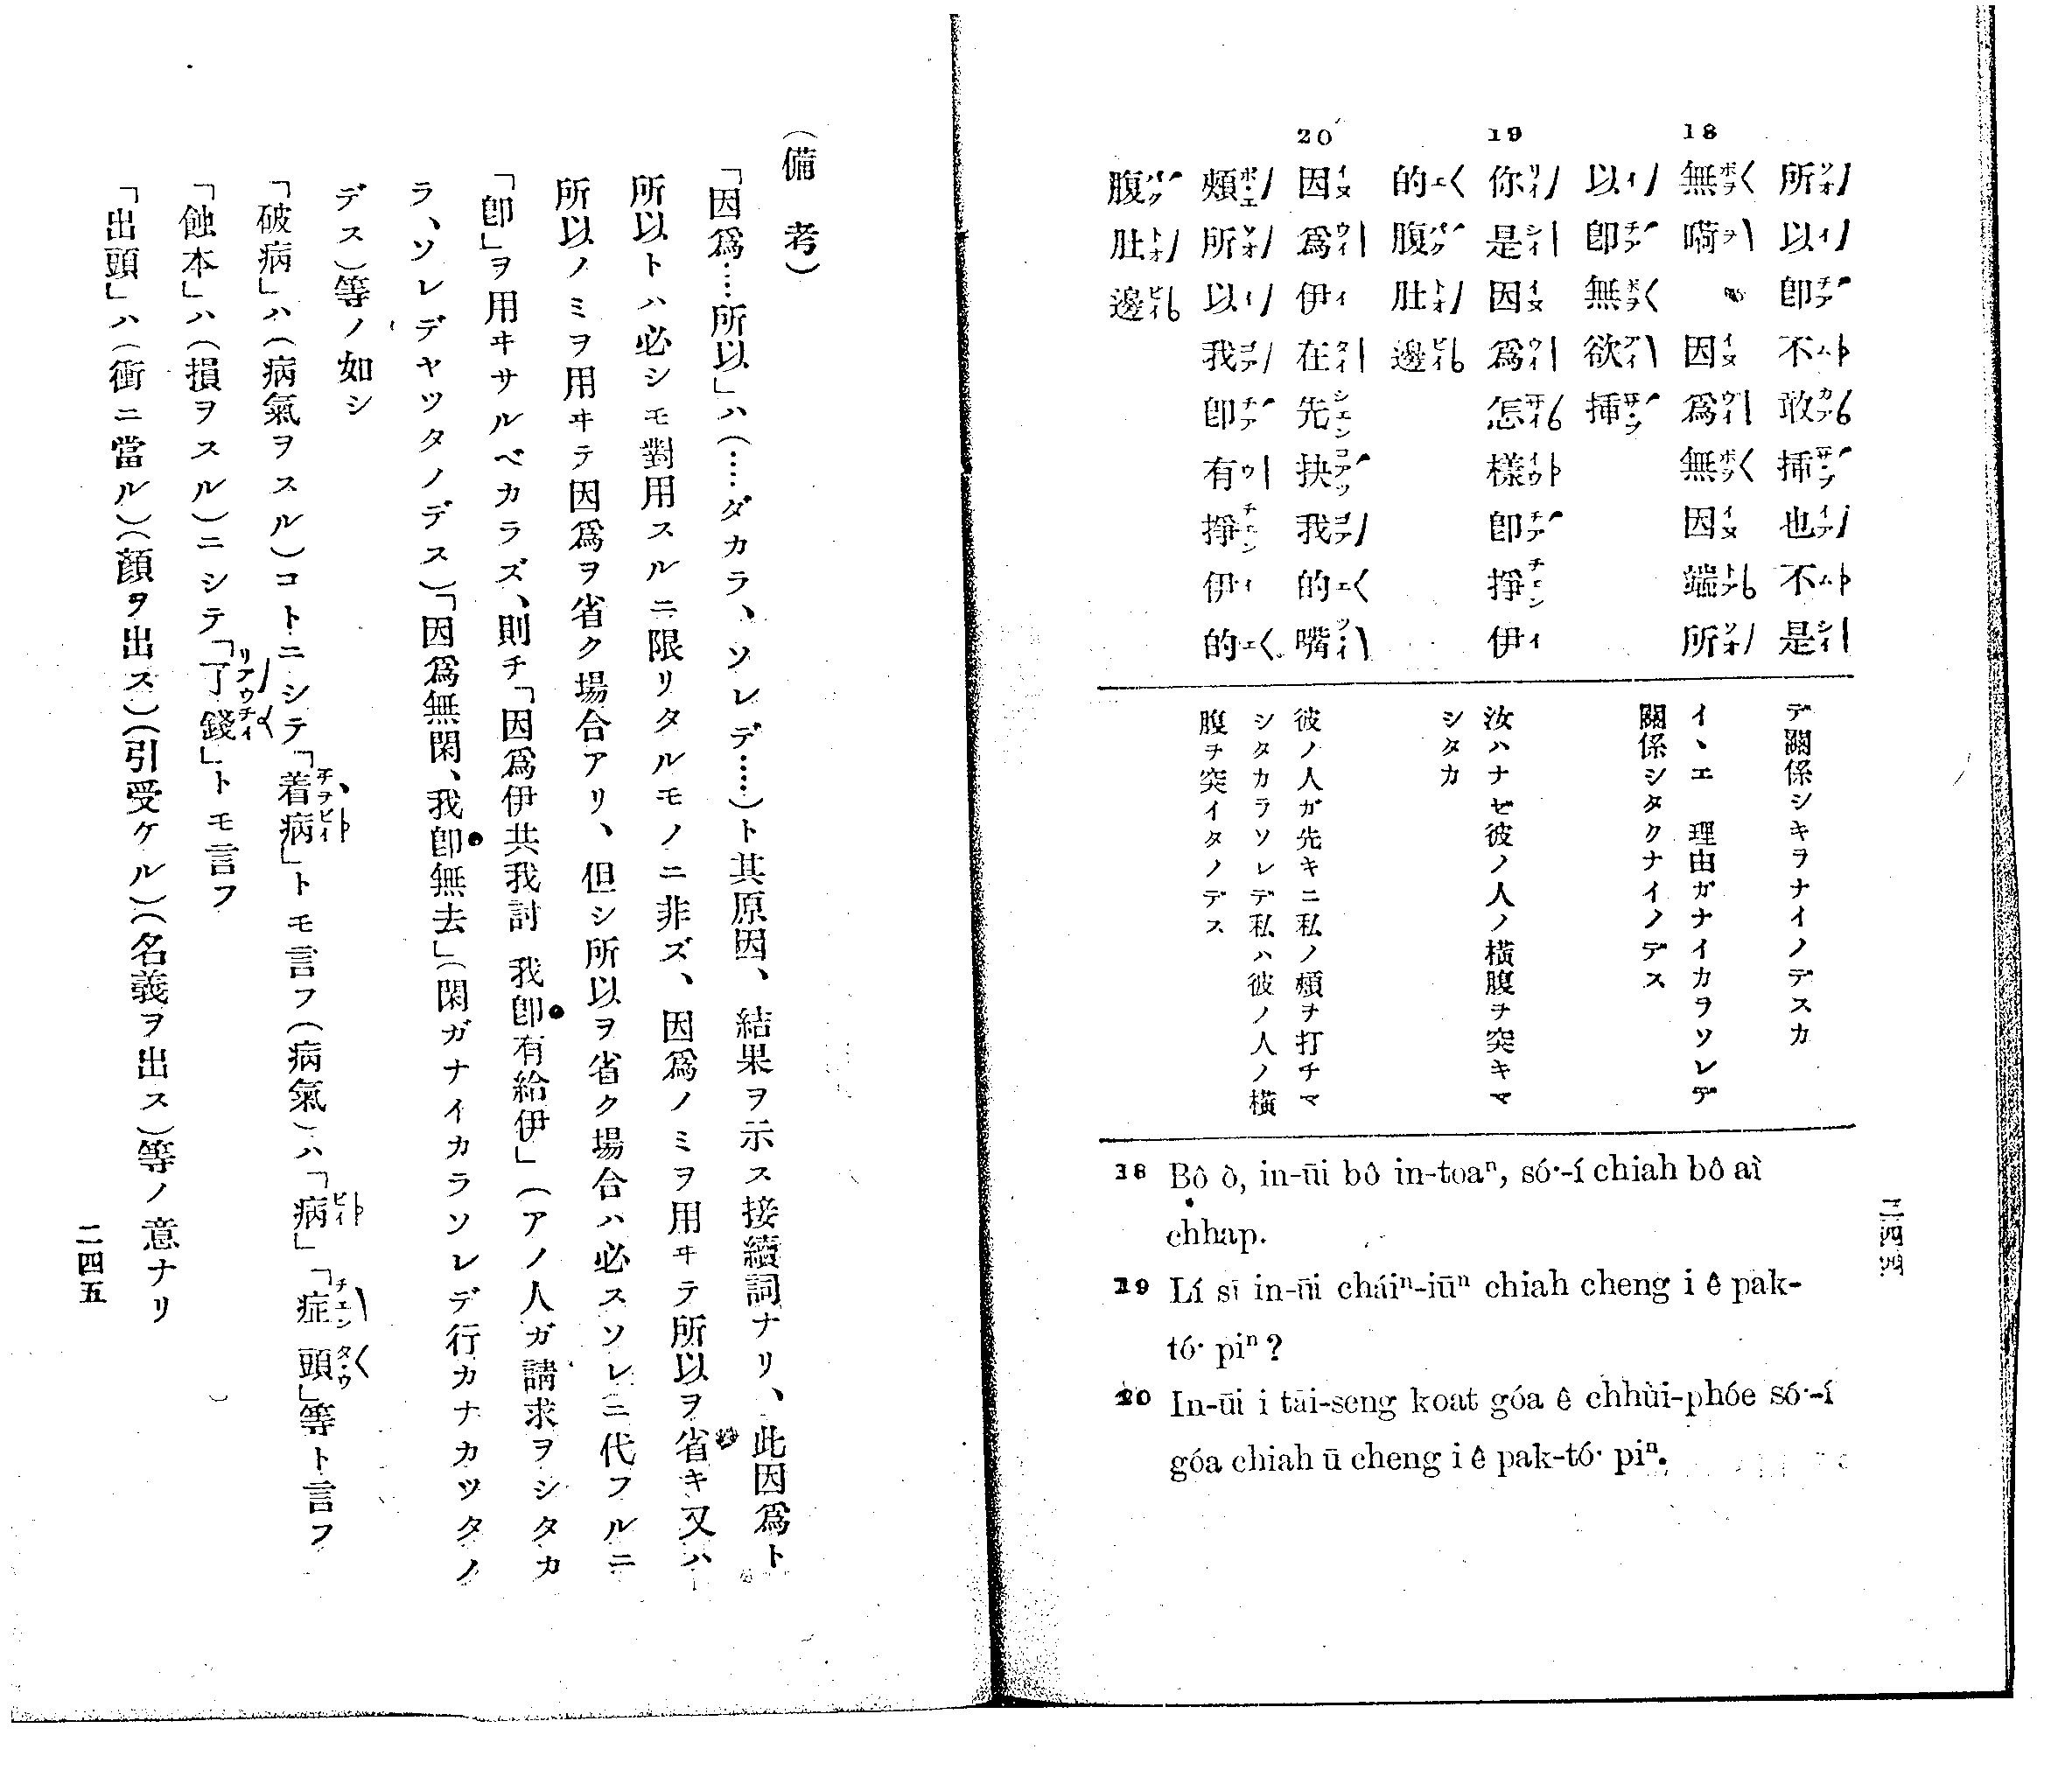 所以卽不敢挿也不是
18 無嗬 因爲無因端所
以卽無欲挿
19 你是因爲怎樣卽掙伊
的腹肚邊
20 因爲伊在先抉我的嘴
頰所以我卽有掙伊的
腹肚邊
デ關係シキラナイノデスカ
イヽエ 理由ガナイカヲソレデ
關係シタクナイノデス
汝ハナゼ彼ノ人ノ橫腹ヲ突キマ
シタカ
彼ノ人ガ先キニ私ノ頰ヲ打チマ
シタカラソレデ私ハ彼ノ人ノ橫
腹ヲ突イタノデス
18 Bô ò, in-ūi bô in-toaⁿ, só͘-í chiah bô aì
chhap.
19 Lí sī in-ūi cháiⁿ-iūⁿ chiah cheng i ê pak-
tó͘ piⁿ?
20 In-ūi i tāi-seng koat góa ê chhùi-phóe só͘-í
góa chiah ū cheng i ê pak-tó͘ piⁿ.
二四四
(備考)
「因爲…所以」ハ(…ダカラ、ソレデ…)ト其原因、結果ヲ示ス接續詞ナリ、此因爲ト
所以トハ必シモ對用スルニ限リタルモノニ非ズ、因爲ノミヲ用ヰテ所以ヲ省キ又ハ
所以ノミヲ用ヰテ因爲ヲ省ク場合アリ、但シ所以ヲ省ク場合ハ必スソレニ代フルニ
「卽」ヲ用ヰサルベカラズ、則チ「因爲伊共我討 我卽有給伊」(アノ人ガ請求ヲシタカ
ラ、ソレデヤツタノデス)「因爲無閑、我卽無去」(閑ガナイカラソレデ行カナカツタノ
デス)等ノ如シ
「破病」ハ(病氣ヲスル)コトニシテ「着病」トモ言フ(病氣)ハ「病」「症頭」等ト言フ
「蝕本」ハ(損ヲスル)ニシテ「了錢」トモ言フ
「出頭」ハ(衝ニ當ル)(顔ヲ出ス)(引受ケル)(名義ヲ出ス)等ノ意ナリ
二四五